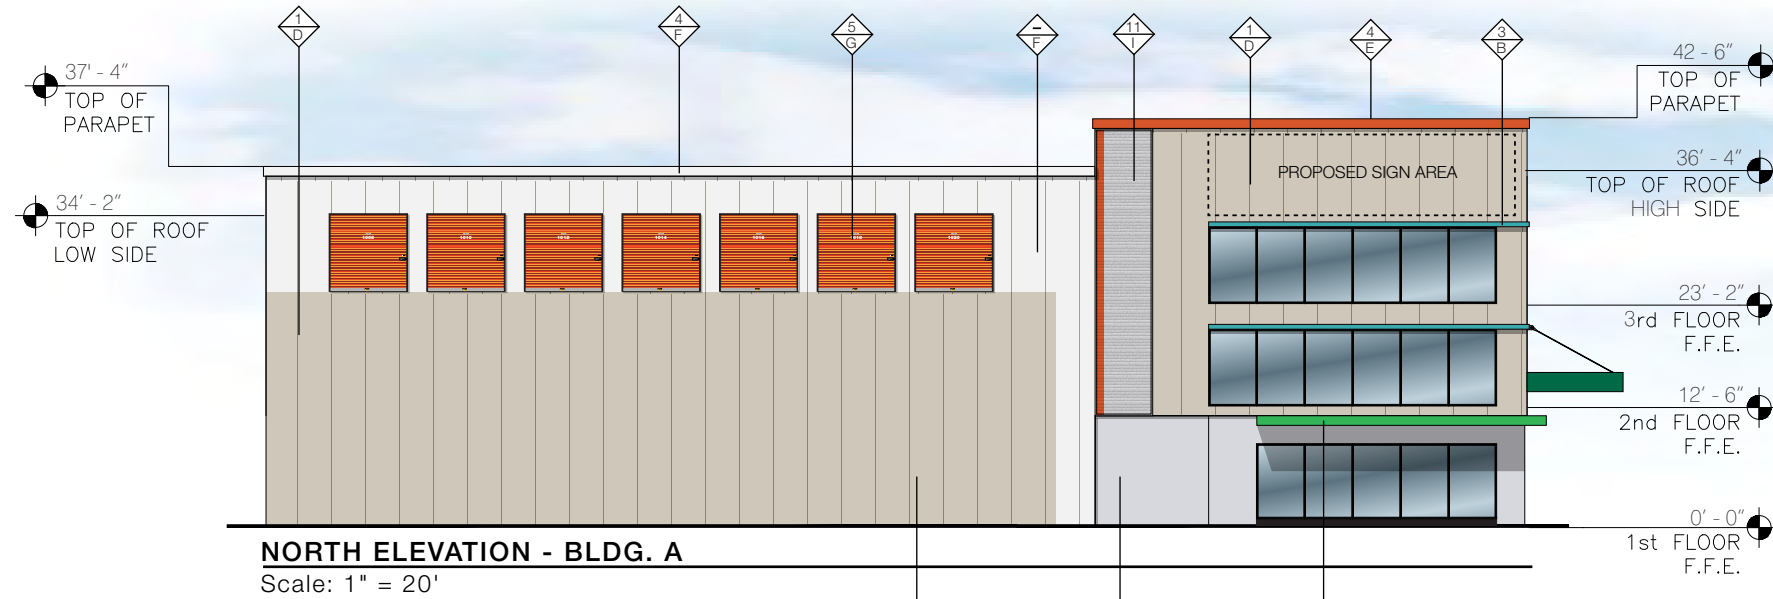 1
D
4
F
5
G
–
F
11
I
1
D
4
E
3
B
37' - 4"
TOP OF
PARAPET
34' - 2"
TOP OF ROOF
LOW SIDE
42 - 6"
TOP OF
PARAPET
36' - 4"
TOP OF ROOF
HIGH SIDE
23' - 2"
3rd FLOOR
F.F.E.
12' - 6"
2nd FLOOR
F.F.E.
0' - 0"
1st FLOOR
F.F.E.
PROPOSED SIGN AREA
NORTH ELEVATION - BLDG. A
Scale: 1" = 20'